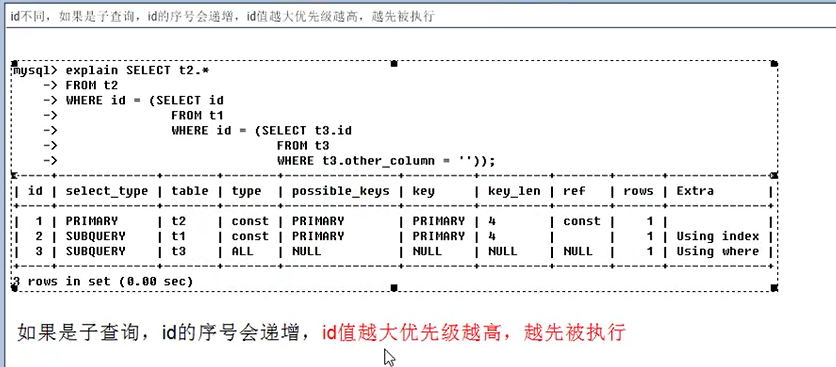 id不同，如果是子查询，id的序号会递增，id值越大优先级越高，越先被执行
mysql> explain SELECT t2.*
-> FROM t2
-> WHERE id = (SELECT id
-> FROM t1
-> WHERE id = (SELECT t3.id
-> FROM t3
-> WHERE t3.other_column = ''));
| id | select_type | table | type | possible_keys | key | key_len | ref | rows | Extra |
| 1 | PRIMARY | t2 | const | PRIMARY | PRIMARY | 4 | const | 1 | |
| 2 | SUBQUERY | t1 | const | PRIMARY | PRIMARY | 4 | | 1 | Using index |
| 3 | SUBQUERY | t3 | ALL | NULL | NULL | NULL | NULL | 1 | Using where |
3 rows in set (0.00 sec)
如果是子查询，id的序号会递增，id值越大优先级越高，越先被执行